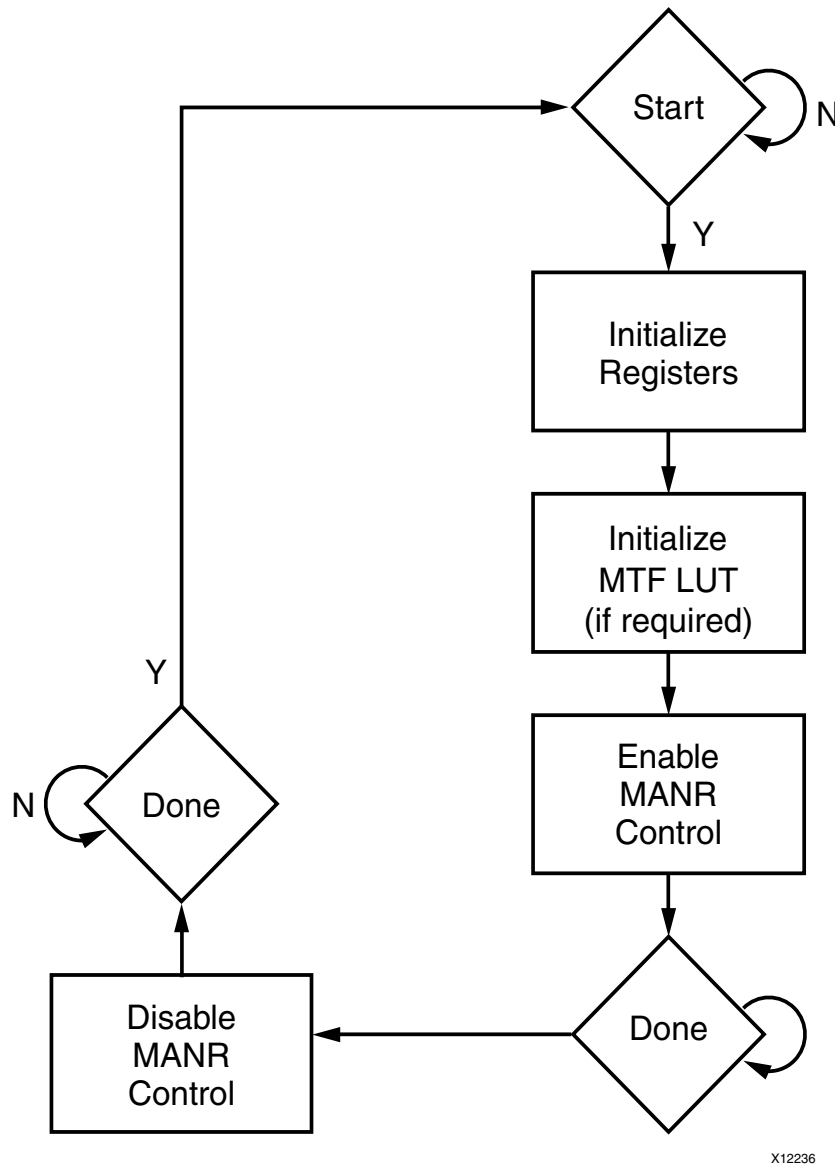 Start
N
Y
Initialize
Registers
Initialize
MTF LUT
(if required)
Enable
MANR
Control
Done
Disable
MANR
Control
Done
N
Y
X12236